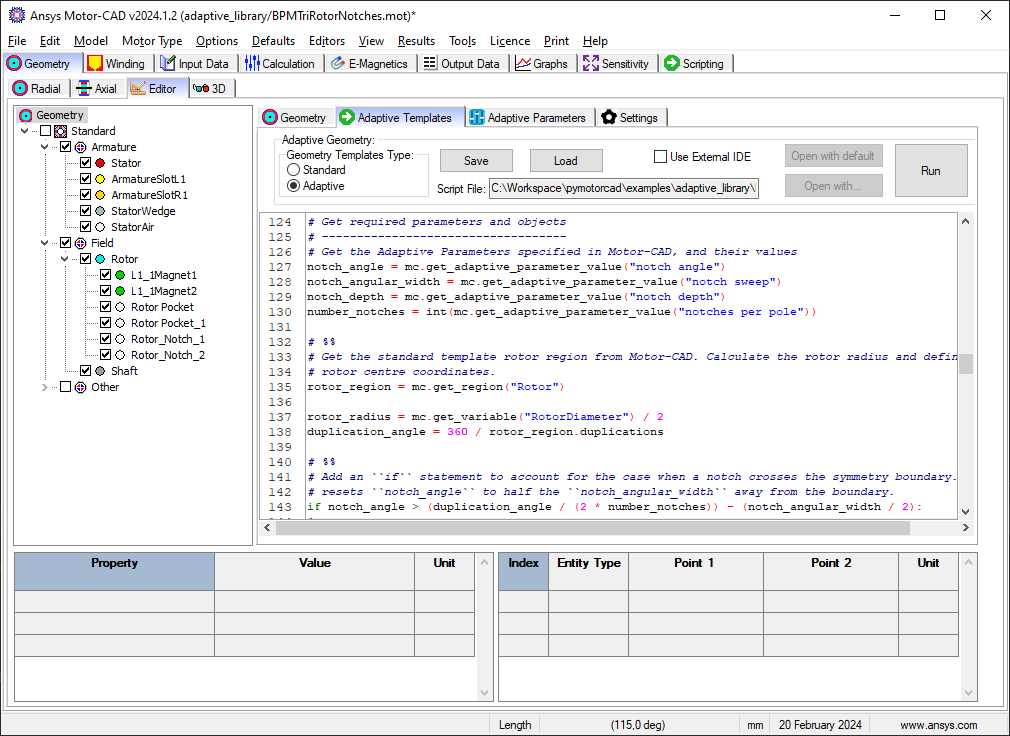 Ansys Motor-CAD v2024.1.2 (adaptive_library/BPMTriRotorNotches.mot)*
File Edit Model Motor Type Options Defaults Editors View Results Tools Licence Print Help
Geometry Winding Input Data Calculation E-Magnetics Output Data Graphs Sensitivity Scripting
Radial Axial Editor 3D
Geometry
Standard
Armature
Stator
ArmatureSlotL1
ArmatureSlotR1
StatorWedge
StatorAir
Field
Rotor
L1_1Magnet1
L1_1Magnet2
Rotor Pocket
Rotor Pocket_1
Rotor_Notch_1
Rotor_Notch_2
Shaft
Other
Geometry Adaptive Templates Adaptive Parameters Settings
Adaptive Geometry:
Geometry Templates Type:
Standard
Adaptive
Save Load
Use External IDE
Open with default
Open with...
Run
Script File: C:\Workspace\pymotorcad\examples\adaptive_library\
124 # Get required parameters and objects
125 # -----------------------------------
126 # Get the Adaptive Parameters specified in Motor-CAD, and their values
127 notch_angle = mc.get_adaptive_parameter_value("notch angle")
128 notch_angular_width = mc.get_adaptive_parameter_value("notch sweep")
129 notch_depth = mc.get_adaptive_parameter_value("notch depth")
130 number_notches = int(mc.get_adaptive_parameter_value("notches per pole"))
131
132 # %%
133 # Get the standard template rotor region from Motor-CAD. Calculate the rotor radius and defin
134 # rotor centre coordinates.
135 rotor_region = mc.get_region("Rotor")
136
137 rotor_radius = mc.get_variable("RotorDiameter") / 2
138 duplication_angle = 360 / rotor_region.duplications
139
140 # %%
141 # Add an ``if`` statement to account for the case when a notch crosses the symmetry boundary.
142 # resets ``notch_angle`` to half the ``notch_angular_width`` away from the boundary.
143 if notch_angle > (duplication_angle / (2 * number_notches)) - (notch_angular_width / 2):
Property Value Unit
Index Entity Type Point 1 Point 2 Unit
Length (115,0 deg) mm 20 February 2024 www.ansys.com